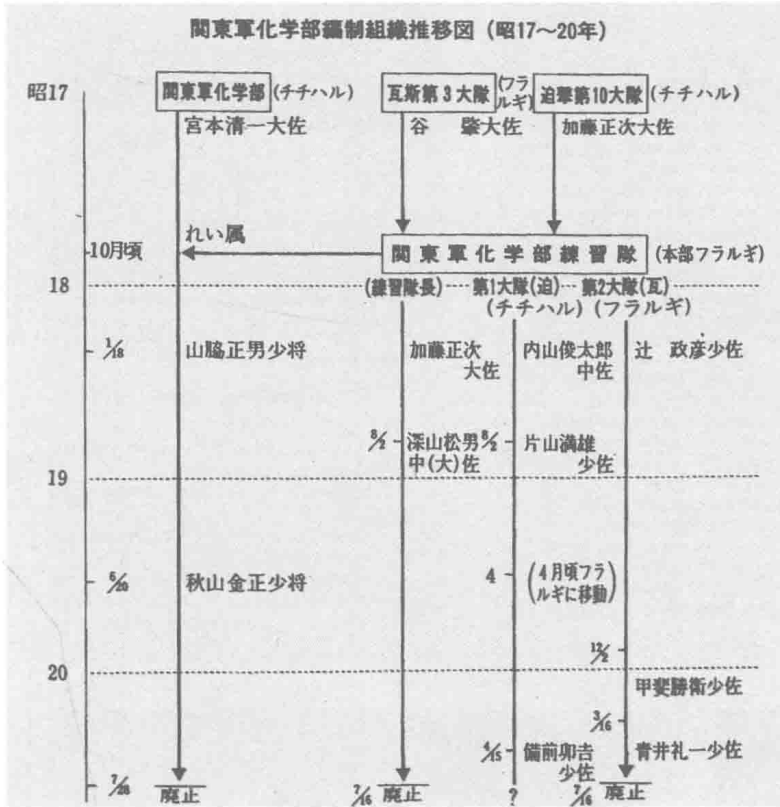 関東軍化学部編制組織推移図(昭17～20年)
昭17
関東軍化学部(チチハル)
宮本清一大佐
瓦斯第3大隊(フラルギ)
谷　肇大佐
迫撃第10大隊(チチハル)
加藤正次大佐
10月頃
れい属
関東軍化学部練習隊(本部フラルギ)
18
(練習隊長)
第1大隊(迫)
(チチハル)
第2大隊(瓦)
(フラルギ)
1/18
山脇正男少将
加藤正次
大佐
内山俊太郎
中佐
辻　政彦少佐
8/2
深山松男
中(大)佐
8/2
片山満雄
少佐
19
5/20
秋山金正少将
4
(4月頃フラルギに移動)
12/2
20
甲斐勝衛少佐
3/16
4/15
備前卯吉
少佐
青井礼一少佐
7/28
廃止
7/16
廃止
?
7/16
廃止